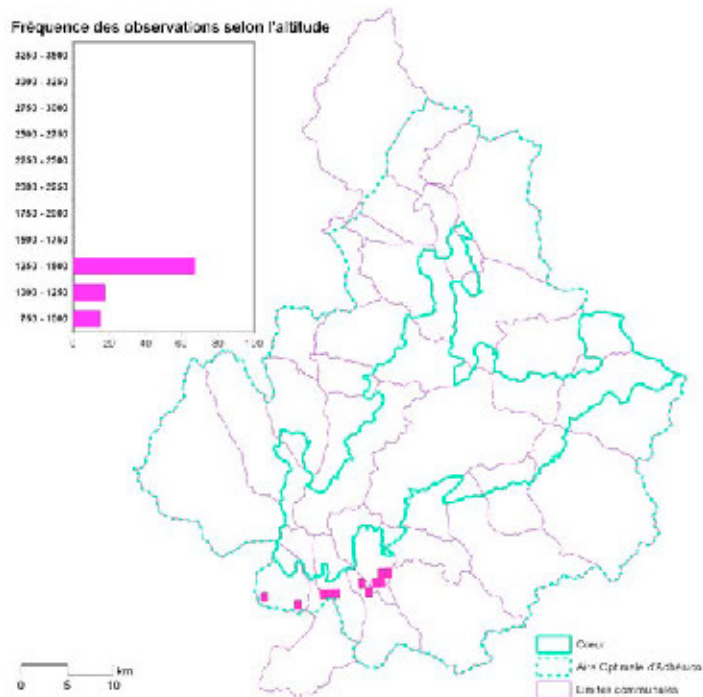 Fréquence des observations selon l'altitude
3250 - 3500
3000 - 3250
2750 - 3000
2500 - 2750
2250 - 2500
2000 - 2250
1750 - 2000
1500 - 1750
1250 - 1500
1000 - 1250
750 - 1000
0 20 40 60 80 100
Coeur
Aire Optimale d'Adhésion
Limites communales
0 5 10
km